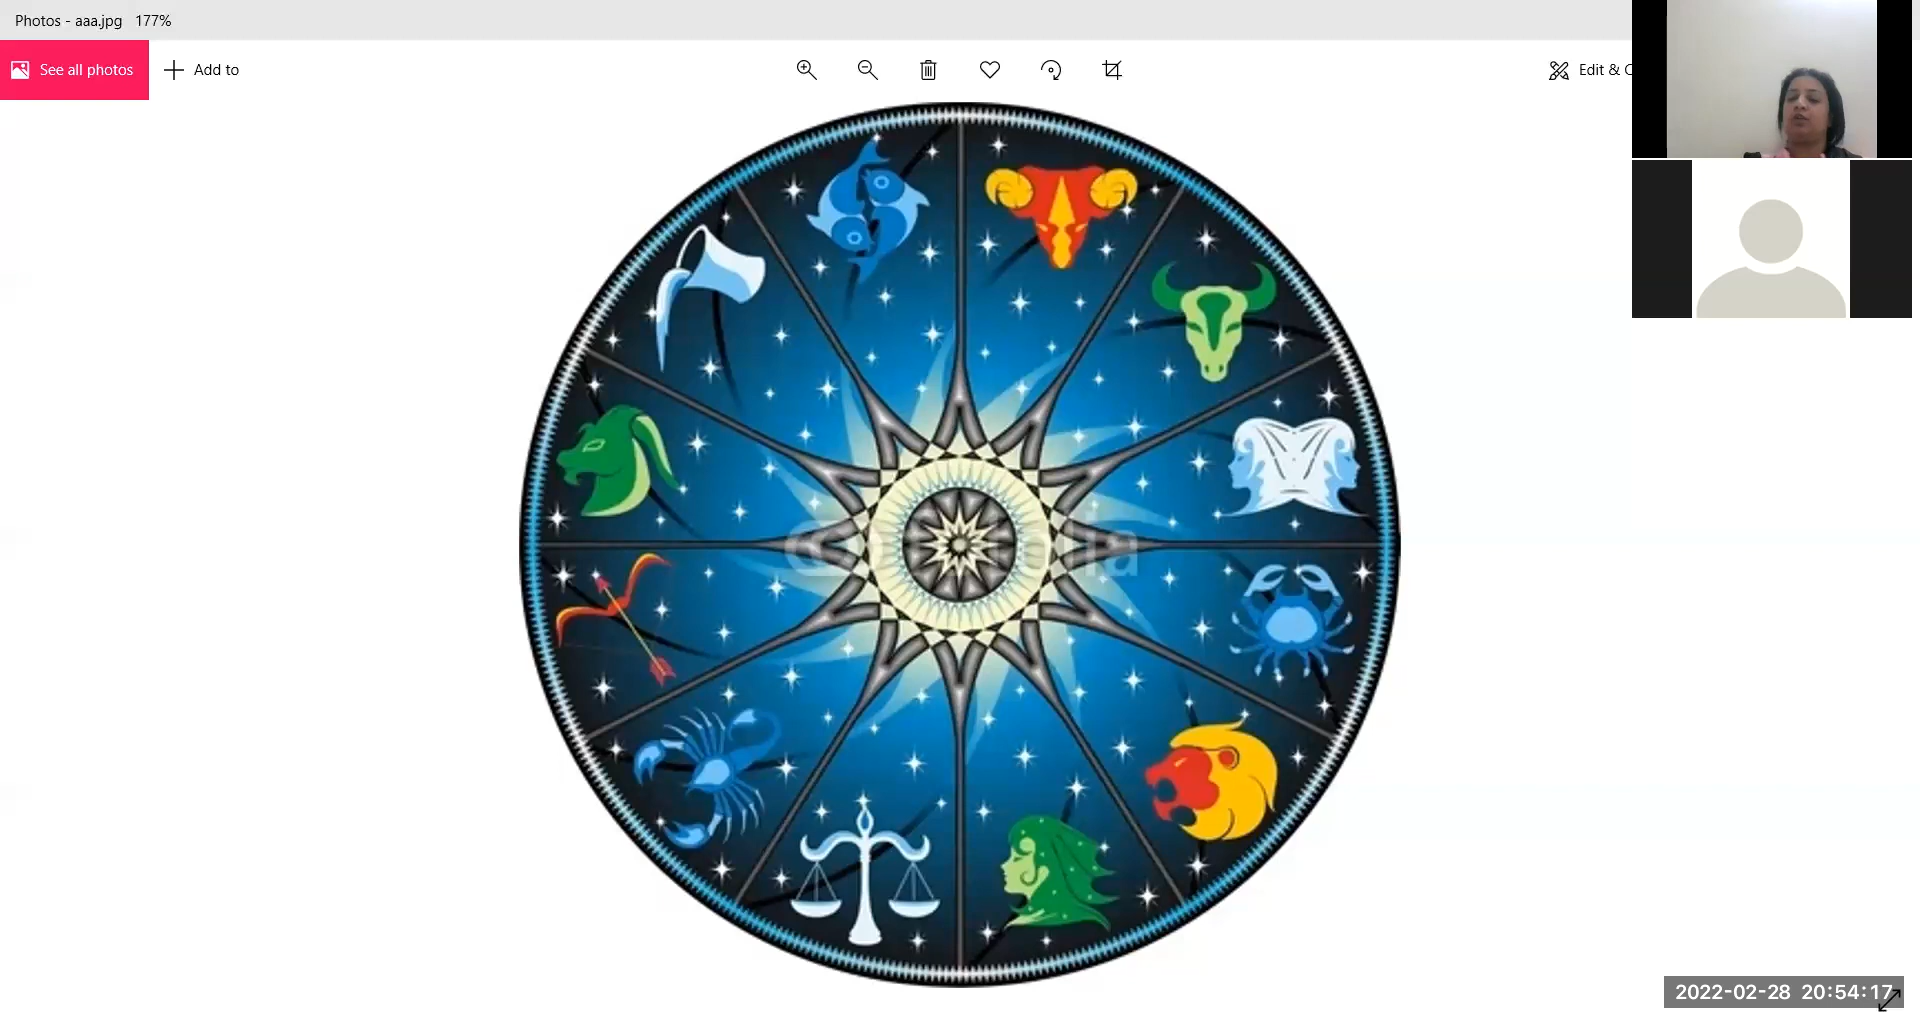 Photos - aaa.jpg 177%
See all photos
Add to
Edit & C
2022-02-28 20:54:17